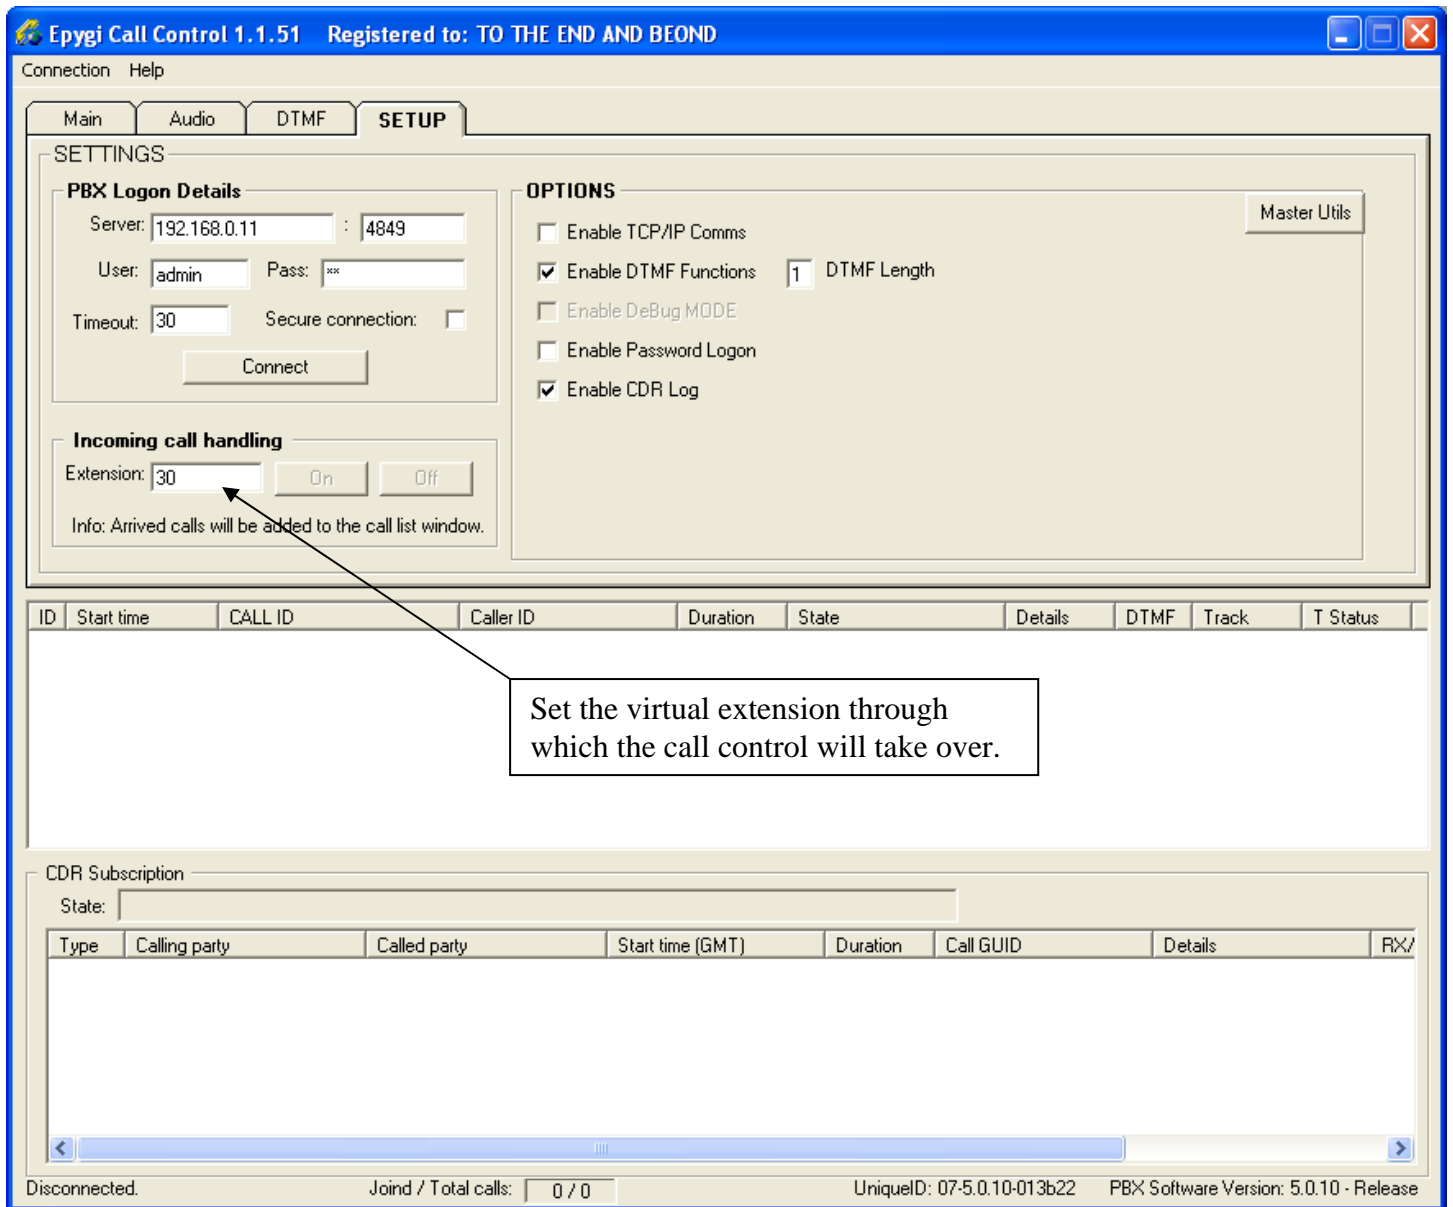 Epygi Call Control 1.1.51 Registered to: TO THE END AND BEOND
Connection Help
Main Audio DTMF SETUP
SETTINGS
PBX Logon Details
Server: 192.168.0.11 : 4849
User: admin Pass: **
Timeout: 30 Secure connection:
Connect
Incoming call handling
Extension: 30 On Off
Info: Arrived calls will be added to the call list window.
OPTIONS
Master Utils
Enable TCP/IP Comms
Enable DTMF Functions 1 DTMF Length
Enable DeBug MODE
Enable Password Logon
Enable CDR Log
ID Start time CALL ID Caller ID Duration State Details DTMF Track T Status
Set the virtual extension through
which the call control will take over.
CDR Subscription
State:
Type Calling party Called party Start time (GMT) Duration Call GUID Details RX/
Disconnected. Joind / Total calls: 0 / 0 UniqueID: 07-5.0.10-013b22 PBX Software Version: 5.0.10 - Release